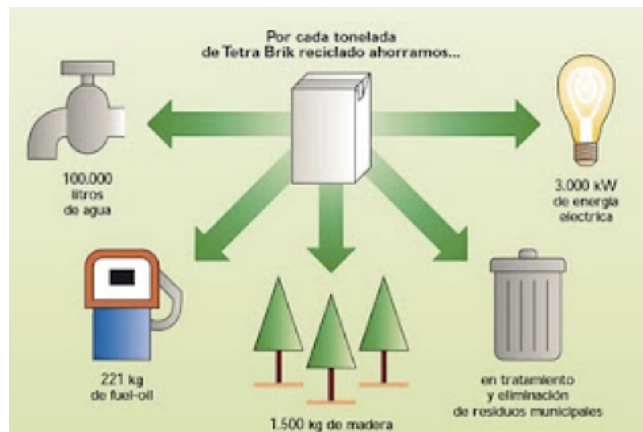 Por cada tonelada
de Tetra Brik reciclado ahorramos...
100.000
litros
de agua
3.000 kW
de energía
electrica
221 kg
de fuel-oil
1.500 kg de madera
en tratamiento
y eliminación
de residuos municipales